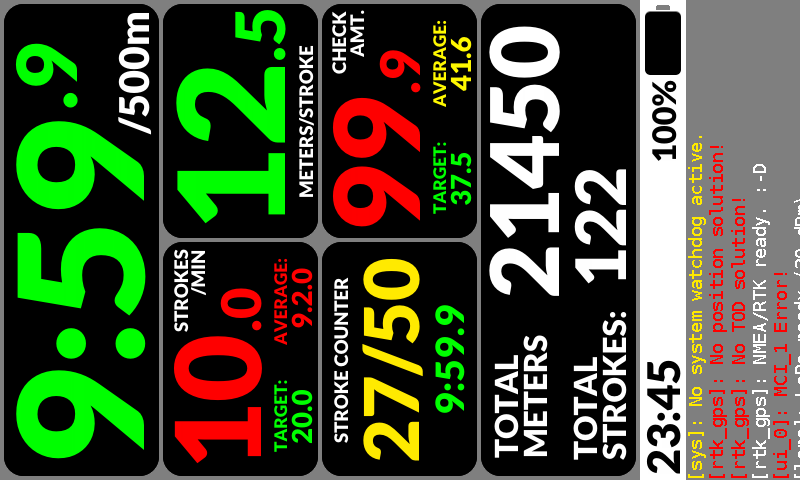 9:59.9
/500m
STROKES
/MIN
10.0
TARGET:
20.0
AVERAGE:
9.2.0
12.5
METERS/STROKE
STROKE COUNTER
27/50
9:59.9
CHECK
AMT.
99.9
TARGET:
37.5
AVERAGE:
41.6
TOTAL
METERS
21450
TOTAL
STROKES:
122
23:45
100%
[sys]: No system watchdog active.
[rtk_gps]: No position solution!
[rtk_gps]: No TOD solution!
[rtk_gps]: NMEA/RTK ready. :-D
[ui_0]: MCI_1 Error!